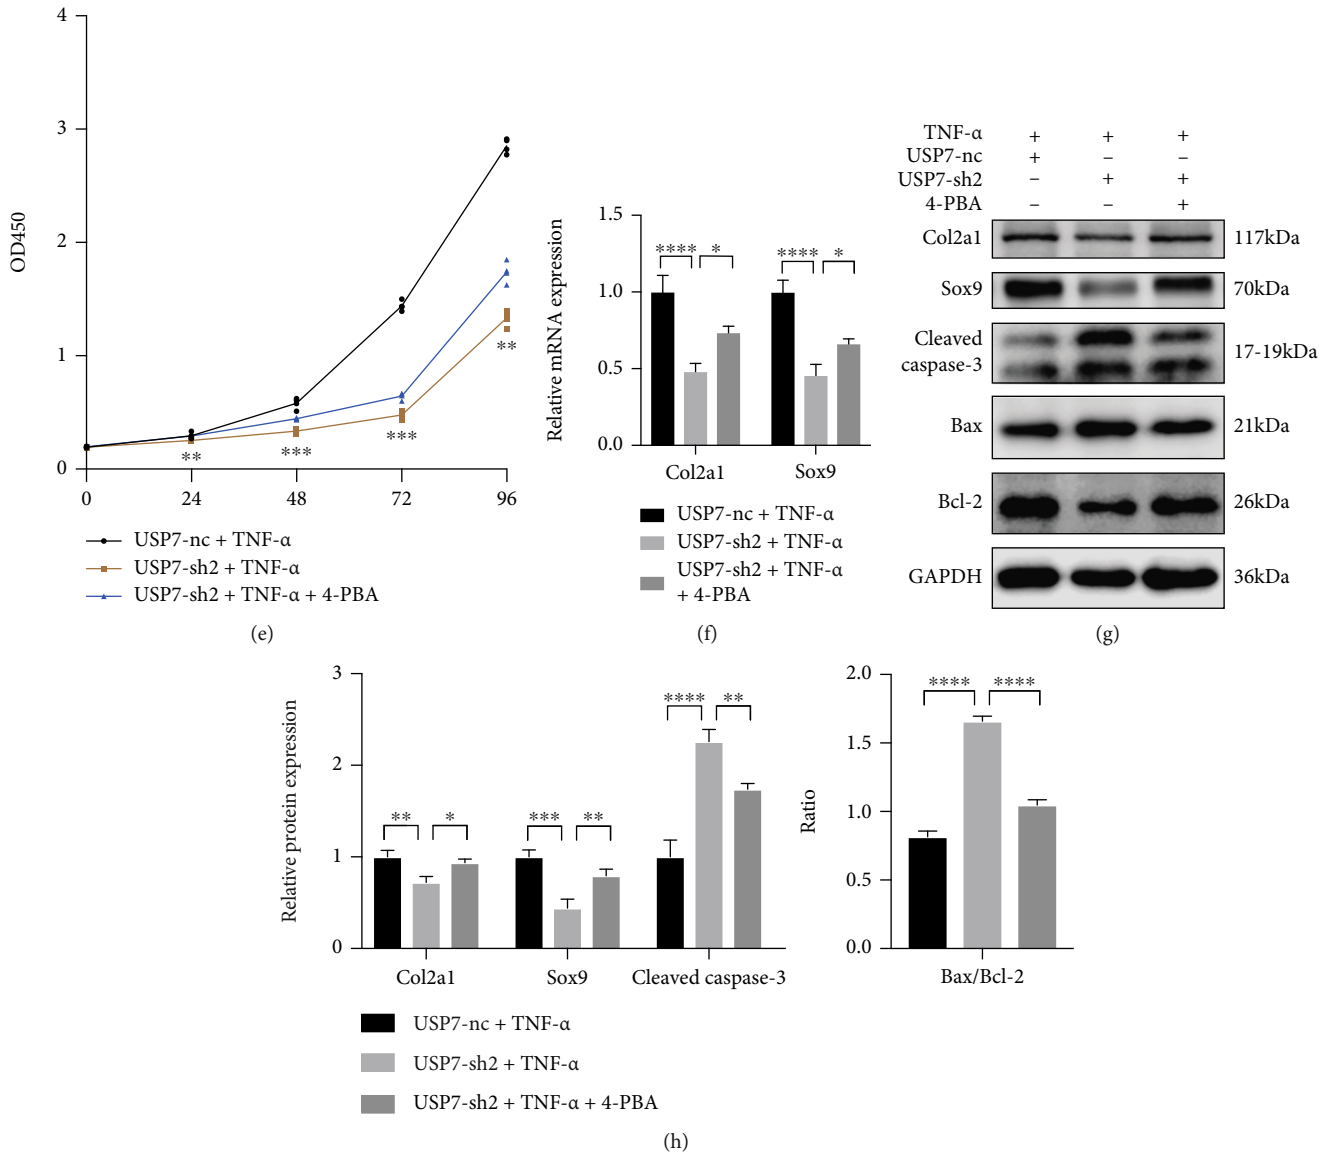 4
3
2
1
0
OD450
**
***
***
**
0 24 48 72 96
USP7-nc + TNF-α
USP7-sh2 + TNF-α
USP7-sh2 + TNF-α + 4-PBA
(e)
1.5
1.0
0.5
0.0
Relative mRNA expression
**** * **** *
Col2a1 Sox9
USP7-nc + TNF-α
USP7-sh2 + TNF-α
USP7-sh2 + TNF-α
+ 4-PBA
(f)
TNF-α + + +
USP7-nc + – –
USP7-sh2 – + +
4-PBA – – +
Col2a1 117kDa
Sox9 70kDa
Cleaved
caspase-3 17-19kDa
Bax 21kDa
Bcl-2 26kDa
GAPDH 36kDa
(g)
3
2
1
0
Relative protein expression
** * *** ** **** **
Col2a1 Sox9 Cleaved caspase-3
2.0
1.5
1.0
0.5
0.0
Ratio
**** ****
Bax/Bcl-2
USP7-nc + TNF-α
USP7-sh2 + TNF-α
USP7-sh2 + TNF-α + 4-PBA
(h)